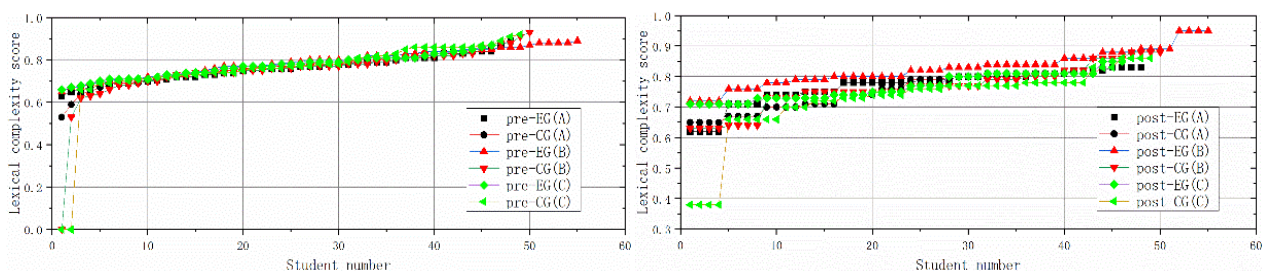 Lexical complexity score
1.0
0.8
0.6
0.4
0.2
0.0
0 10 20 30 40 50 60
Student number
pre-EG(A)
pre-CG(A)
pre-EG(B)
pre-CG(B)
pre-EG(C)
pre-CG(C)
Lexical complexity score
1.0
0.9
0.8
0.7
0.6
0.5
0.4
0.3
0 10 20 30 40 50 60
Student number
post-EG(A)
post-CG(A)
post-EG(B)
post-CG(B)
post-EG(C)
post-CG(C)